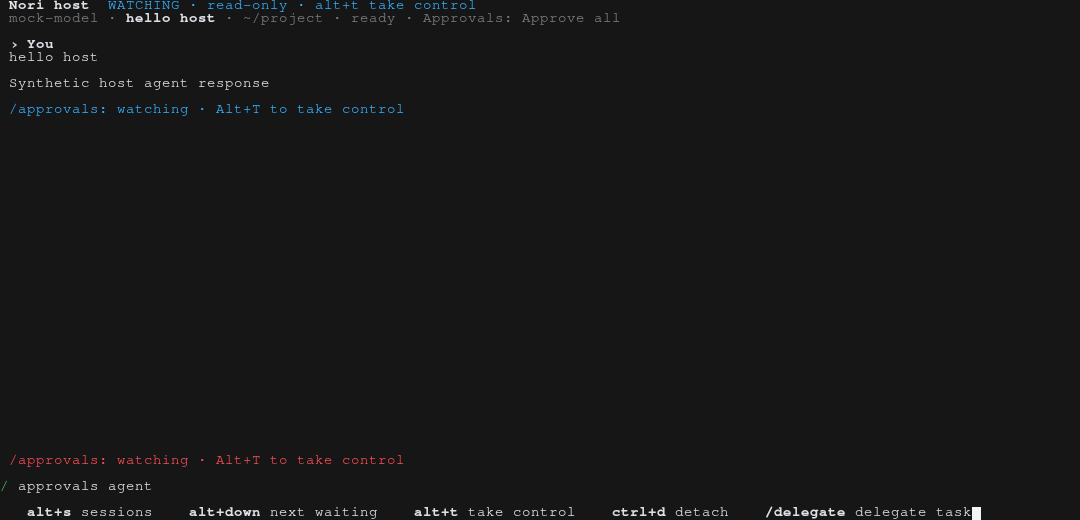 Nori host  WATCHING · read-only · alt+t take control
mock-model · hello host · ~/project · ready · Approvals: Approve all
› You
hello host
Synthetic host agent response
/approvals: watching · Alt+T to take control
/approvals: watching · Alt+T to take control
/ approvals agent
alt+s sessions    alt+down next waiting    alt+t take control    ctrl+d detach    /delegate delegate task